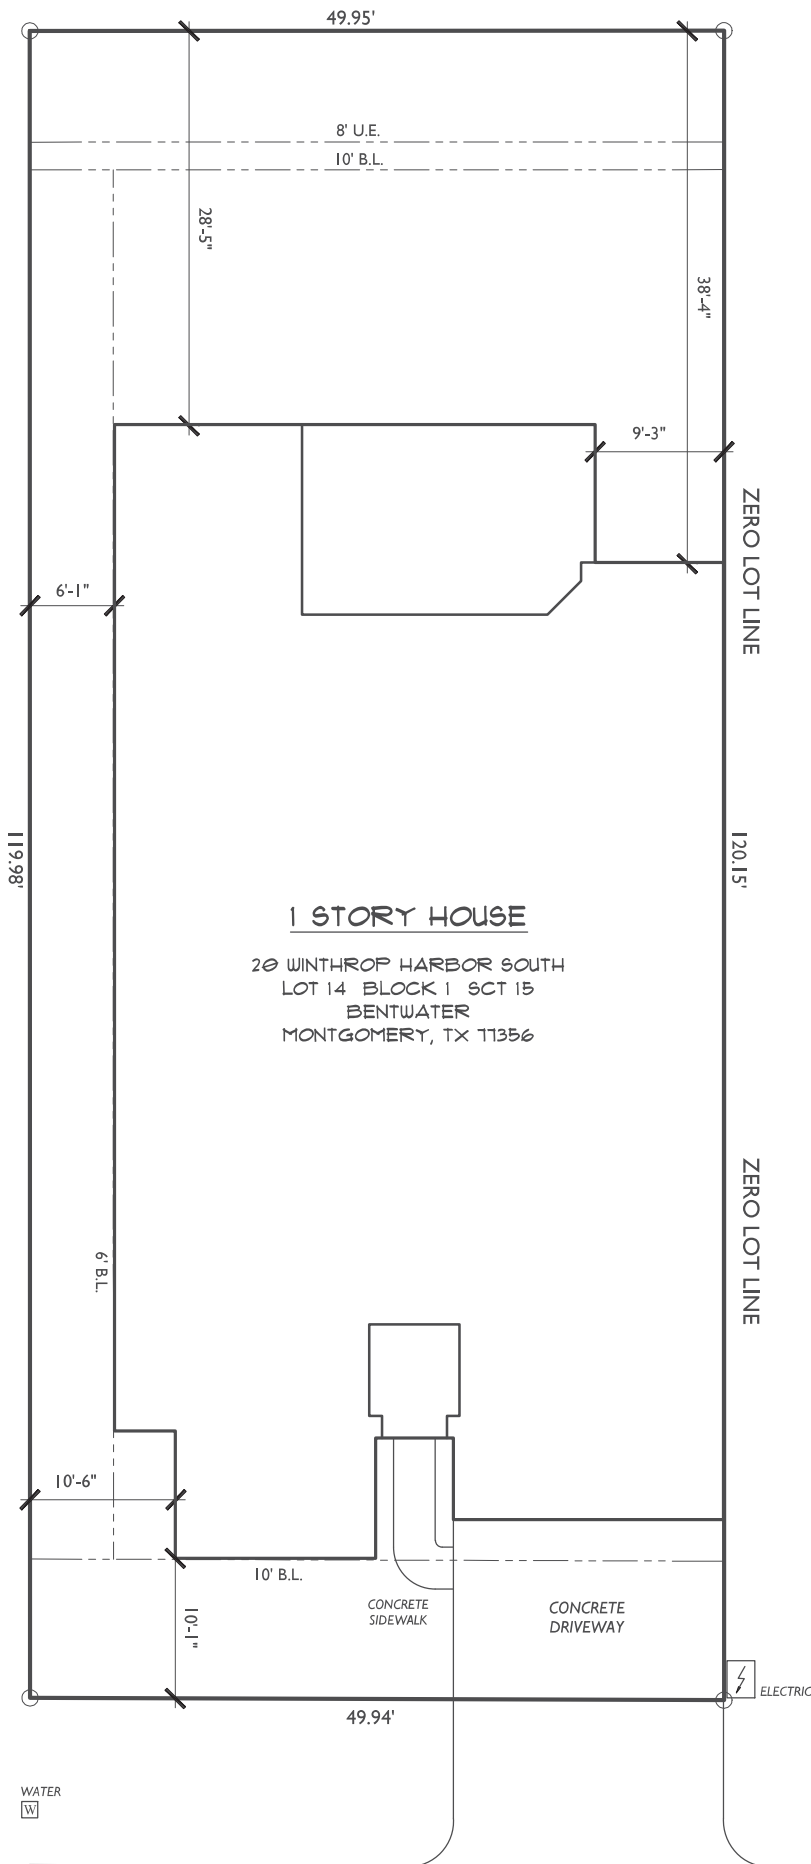 49.95'
8' U.E.
10' B.L.
28'-5"
38'-4"
9'-3"
ZERO LOT LINE
6'-1"
119.98'
120.15'
1 STORY HOUSE
20 WINTHROP HARBOR SOUTH
LOT 14 BLOCK 1 SCT 15
BENTWATER
MONTGOMERY, TX 77356
ZERO LOT LINE
6' B.L.
10'-6"
10' B.L.
10'-1"
CONCRETE
SIDEWALK
CONCRETE
DRIVEWAY
ELECTRIC
49.94'
WATER
W